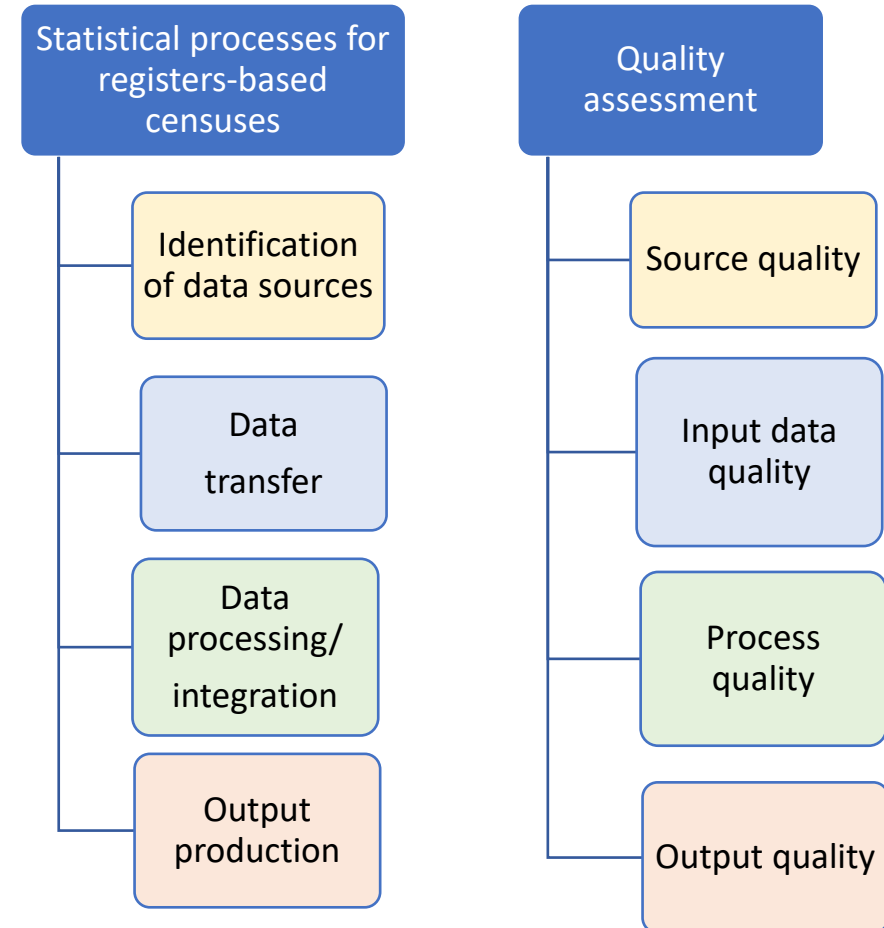 Statistical processes for
registers-based
censuses
Identification
of data sources
Data
transfer
Data
processing/
integration
Output
production
Quality
assessment
Source quality
Input data
quality
Process
quality
Output quality